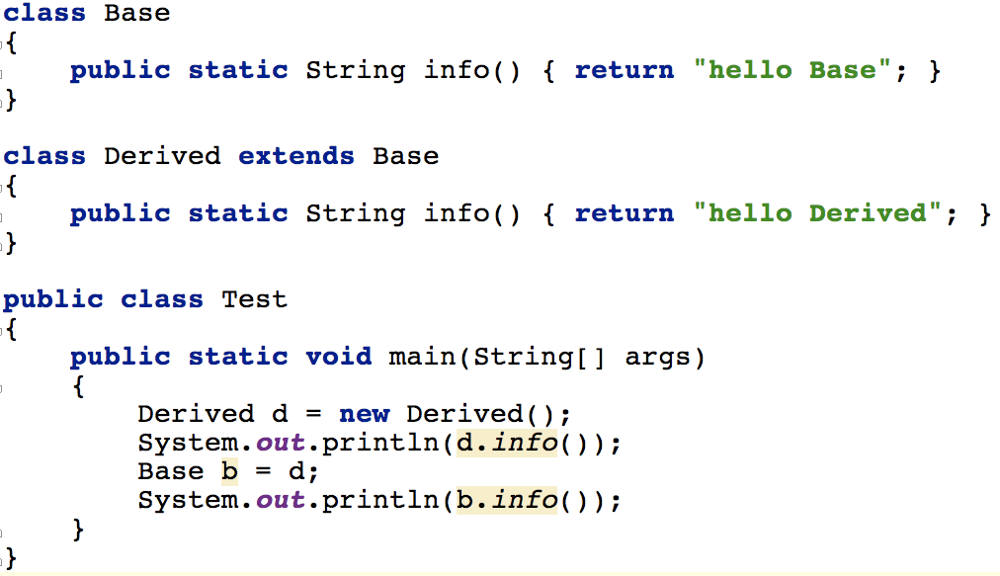 class Base
{
    public static String info() { return "hello Base"; }
}
class Derived extends Base
{
    public static String info() { return "hello Derived"; }
}
public class Test
{
    public static void main(String[] args)
    {
        Derived d = new Derived();
        System.out.println(d.info());
        Base b = d;
        System.out.println(b.info());
    }
}